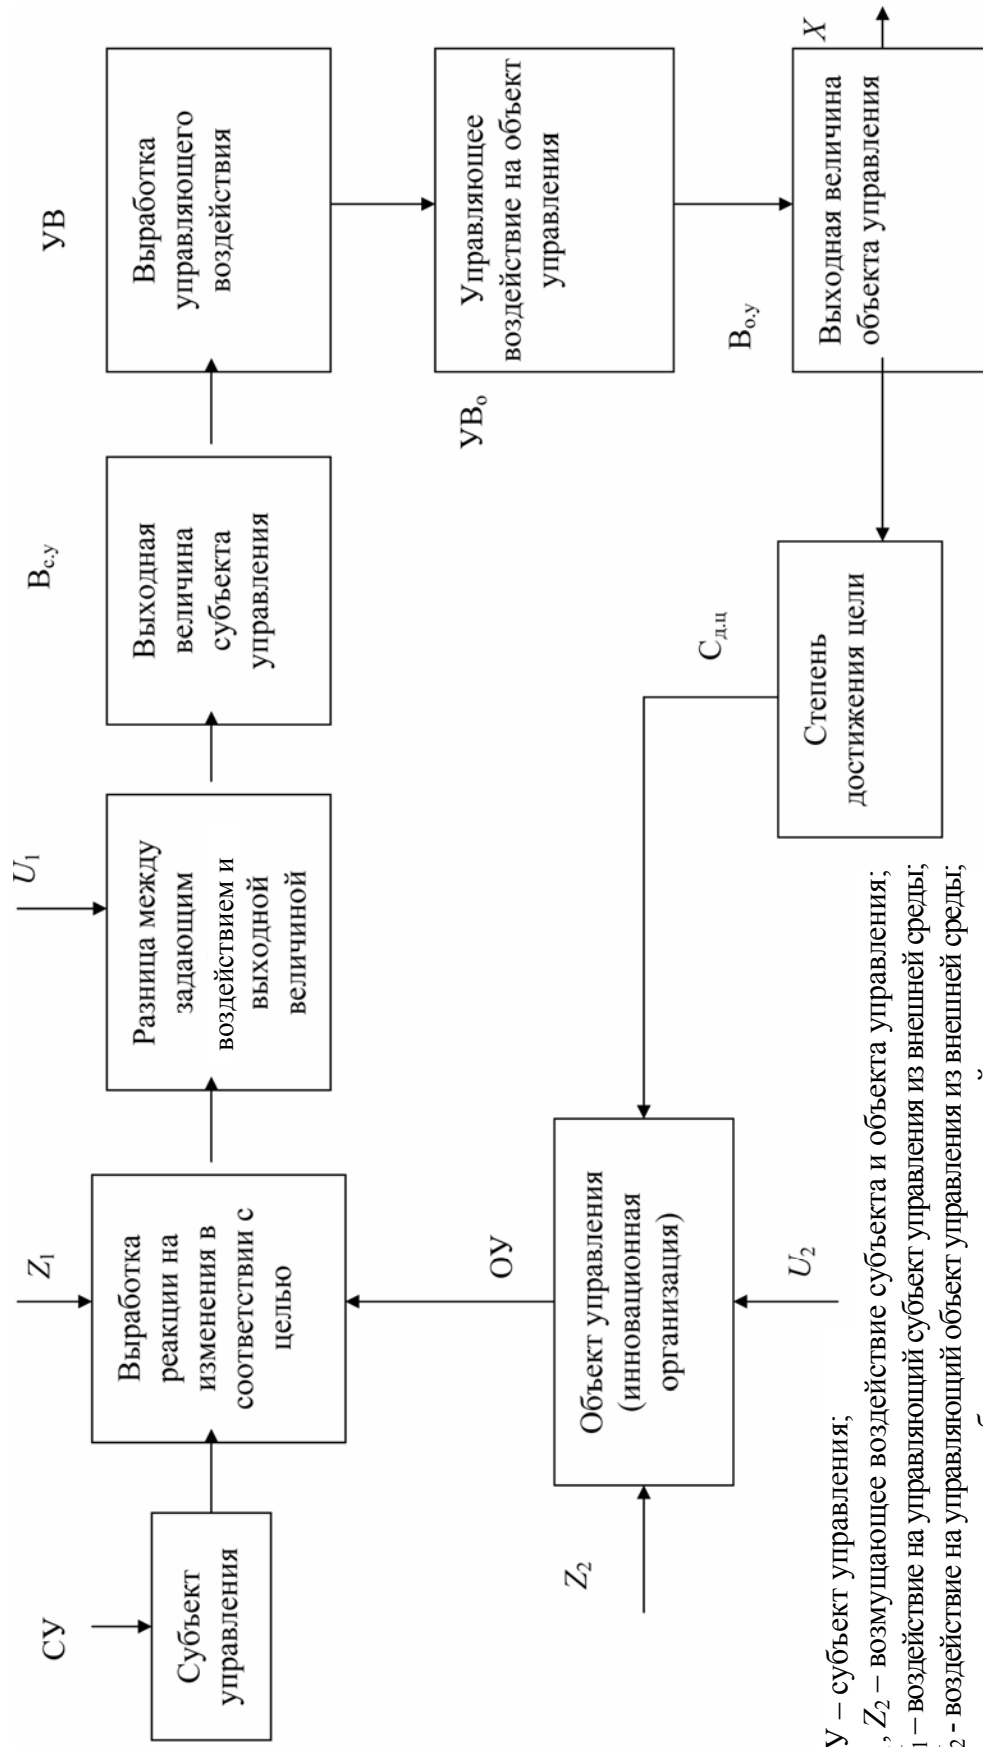 СУ
Субъект
управления
Z1
Выработка
реакции на
изменения в
соответствии с
целью
U1
Разница между
задающим
воздействием и
выходной
величиной
Вс.у
Выходная
величина
субъекта
управления
УВ
Выработка
управляющего
воздействия
УВо
Управляющее
воздействие на объект
управления
Во.у
Выходная величина
объекта управления
X
Сд.ц
Степень
достижения цели
ОУ
Объект управления
(инновационная
организация)
Z2
U2
У – субъект управления;
, Z2 – возмущающее воздействие субъекта и объекта управления;
1 – воздействие на управляющий субъект управления из внешней среды;
2 - воздействие на управляющий объект управления из внешней среды;